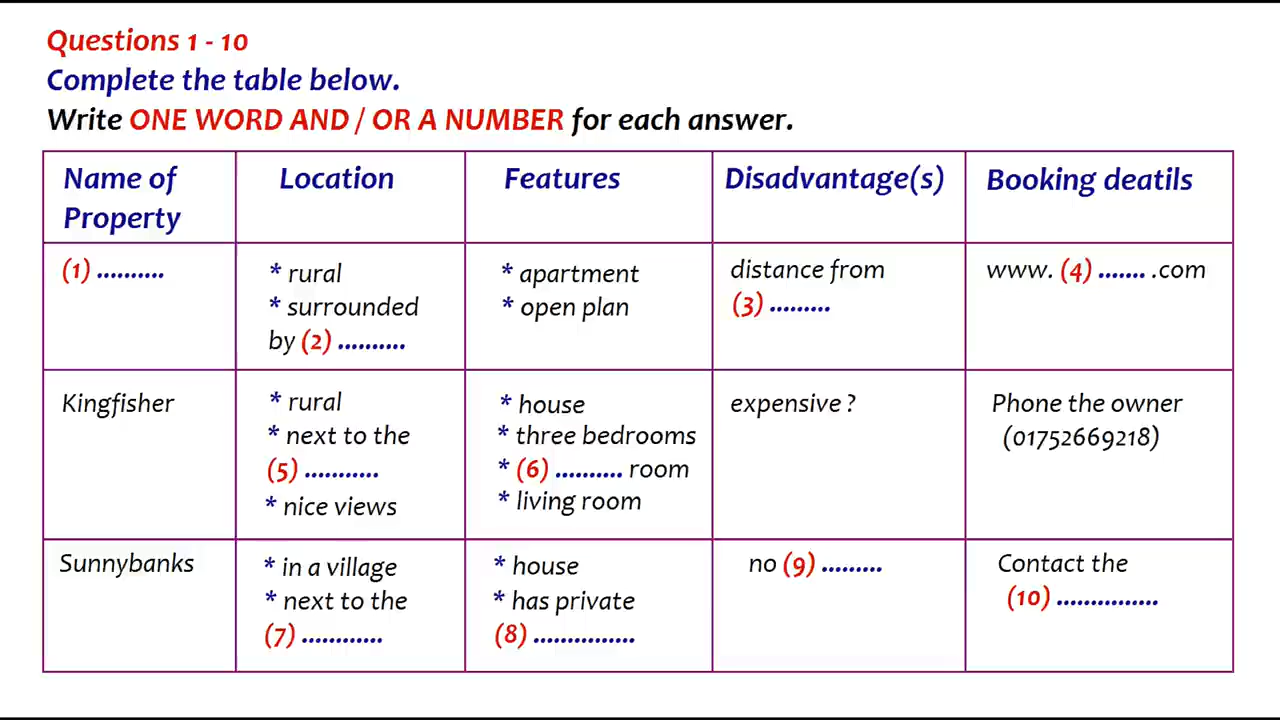 Questions 1 - 10
Complete the table below.
Write ONE WORD AND / OR A NUMBER for each answer.
Name of
Property
Location
Features
Disadvantage(s)
Booking deatils
(1) ..........
* rural
* surrounded
by (2) ..........
* apartment
* open plan
distance from
(3) .........
www. (4) ....... .com
Kingfisher
* rural
* next to the
(5) ...........
* nice views
* house
* three bedrooms
* (6) .......... room
* living room
expensive ?
Phone the owner
(01752669218)
Sunnybanks
* in a village
* next to the
(7) ............
* house
* has private
(8) ...............
no (9) .........
Contact the
(10) ...............